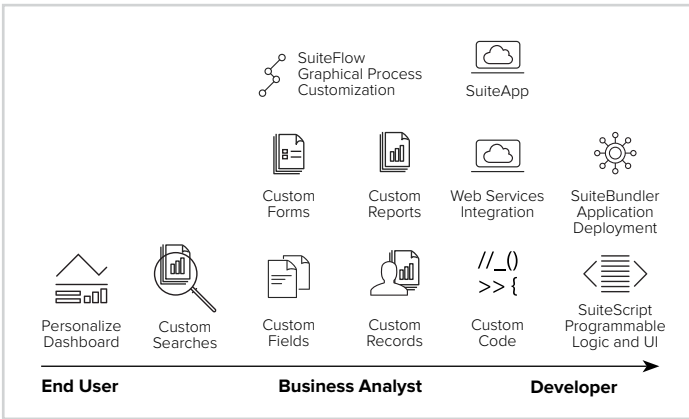 SuiteFlow
Graphical Process
Customization
SuiteApp
Custom
Forms
Custom
Reports
Web Services
Integration
SuiteBundler
Application
Deployment
//_()
>> {
Personalize
Dashboard
Custom
Searches
Custom
Fields
Custom
Records
Custom
Code
SuiteScript
Programmable
Logic and UI
End User
Business Analyst
Developer